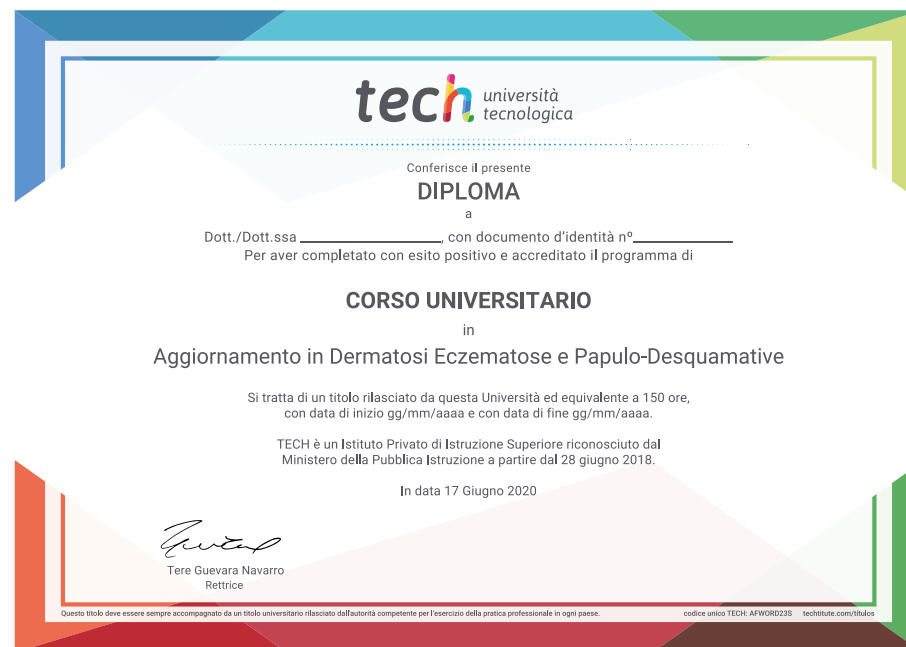 tech università
tecnologica
Conferisce il presente
DIPLOMA
a
Dott./Dott.ssa ____________________, con documento d'identità nº______________
Per aver completato con esito positivo e accreditato il programma di
CORSO UNIVERSITARIO
in
Aggiornamento in Dermatosi Eczematose e Papulo-Desquamative
Si tratta di un titolo rilasciato da questa Università ed equivalente a 150 ore,
con data di inizio gg/mm/aaaa e con data di fine gg/mm/aaaa.
TECH è un Istituto Privato di Istruzione Superiore riconosciuto dal
Ministero della Pubblica Istruzione a partire dal 28 giugno 2018.
In data 17 Giugno 2020
Tere Guevara Navarro
Rettrice
Questo titolo deve essere sempre accompagnato da un titolo universitario rilasciato dall'autorità competente per l'esercizio della pratica professionale in ogni paese. codice unico TECH: AFWORD23S techtitute.com/titulos